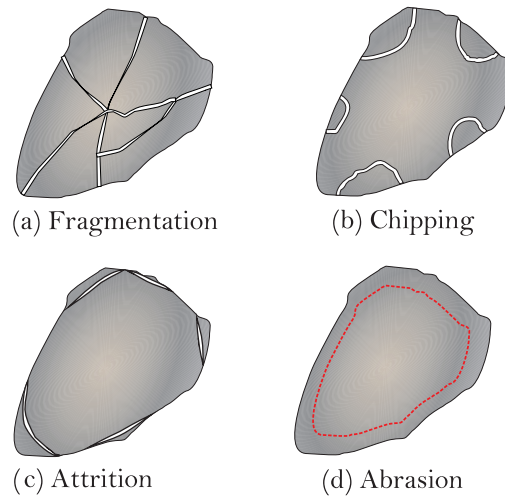 (a) Fragmentation
(b) Chipping
(c) Attrition
(d) Abrasion